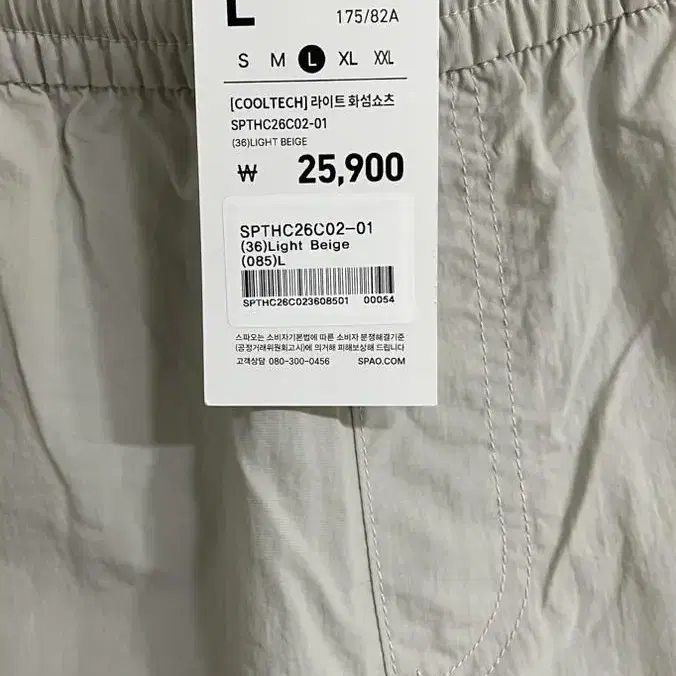 L
175/82A
S M L XL XXL
[COOLTECH] 라이트 화섬쇼츠
SPTHC26C02-01
(36)LIGHT BEIGE
₩ 25,900
SPTHC26C02-01
(36)Light Beige
(085)L
SPTHC26C023608501 00054
스파오는 소비자기본법에 따른 소비자 분쟁해결기준
(공정거래위원회고시)에 의거해 피해보상해 드립니다
고객상담 080-300-0456 SPAO.COM